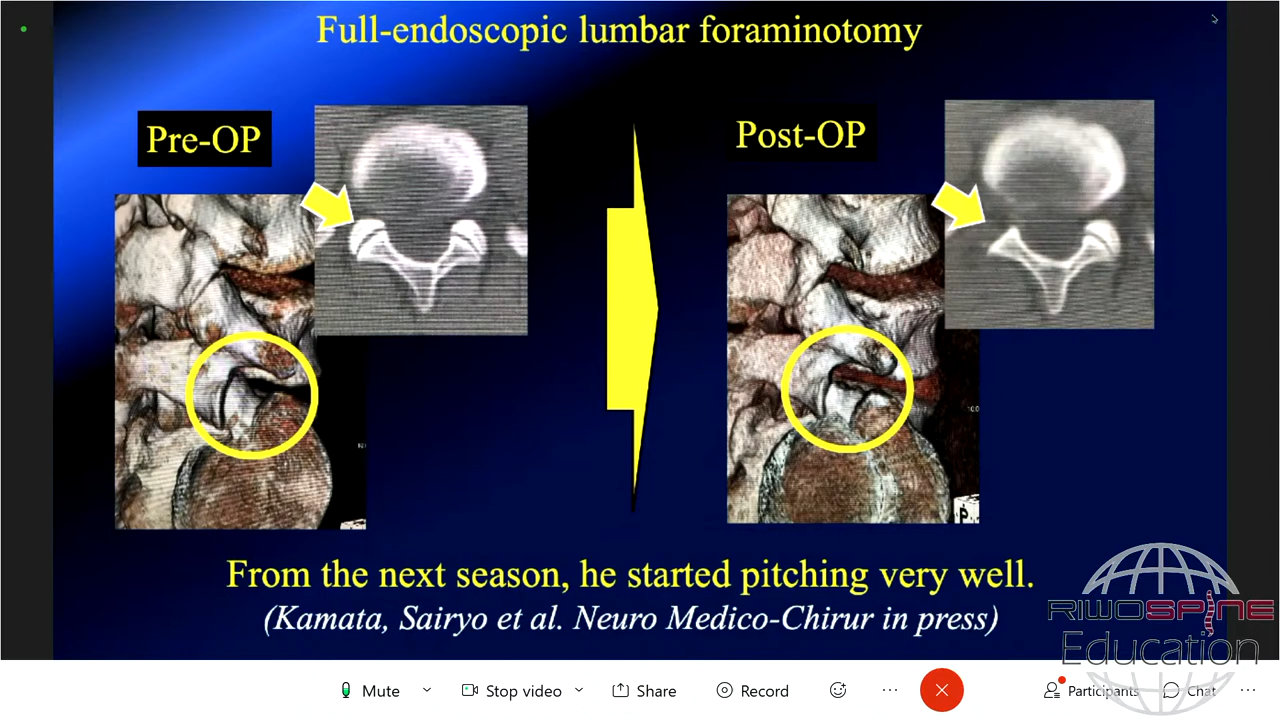 Full-endoscopic lumbar foraminotomy
Pre-OP
Post-OP
P.
From the next season, he started pitching very well.
(Kamata, Sairyo et al. Neuro Medico-Chirur in press)
RIWOSPINE
Education
Mute
Stop video
Share
Record
Participants
Chat